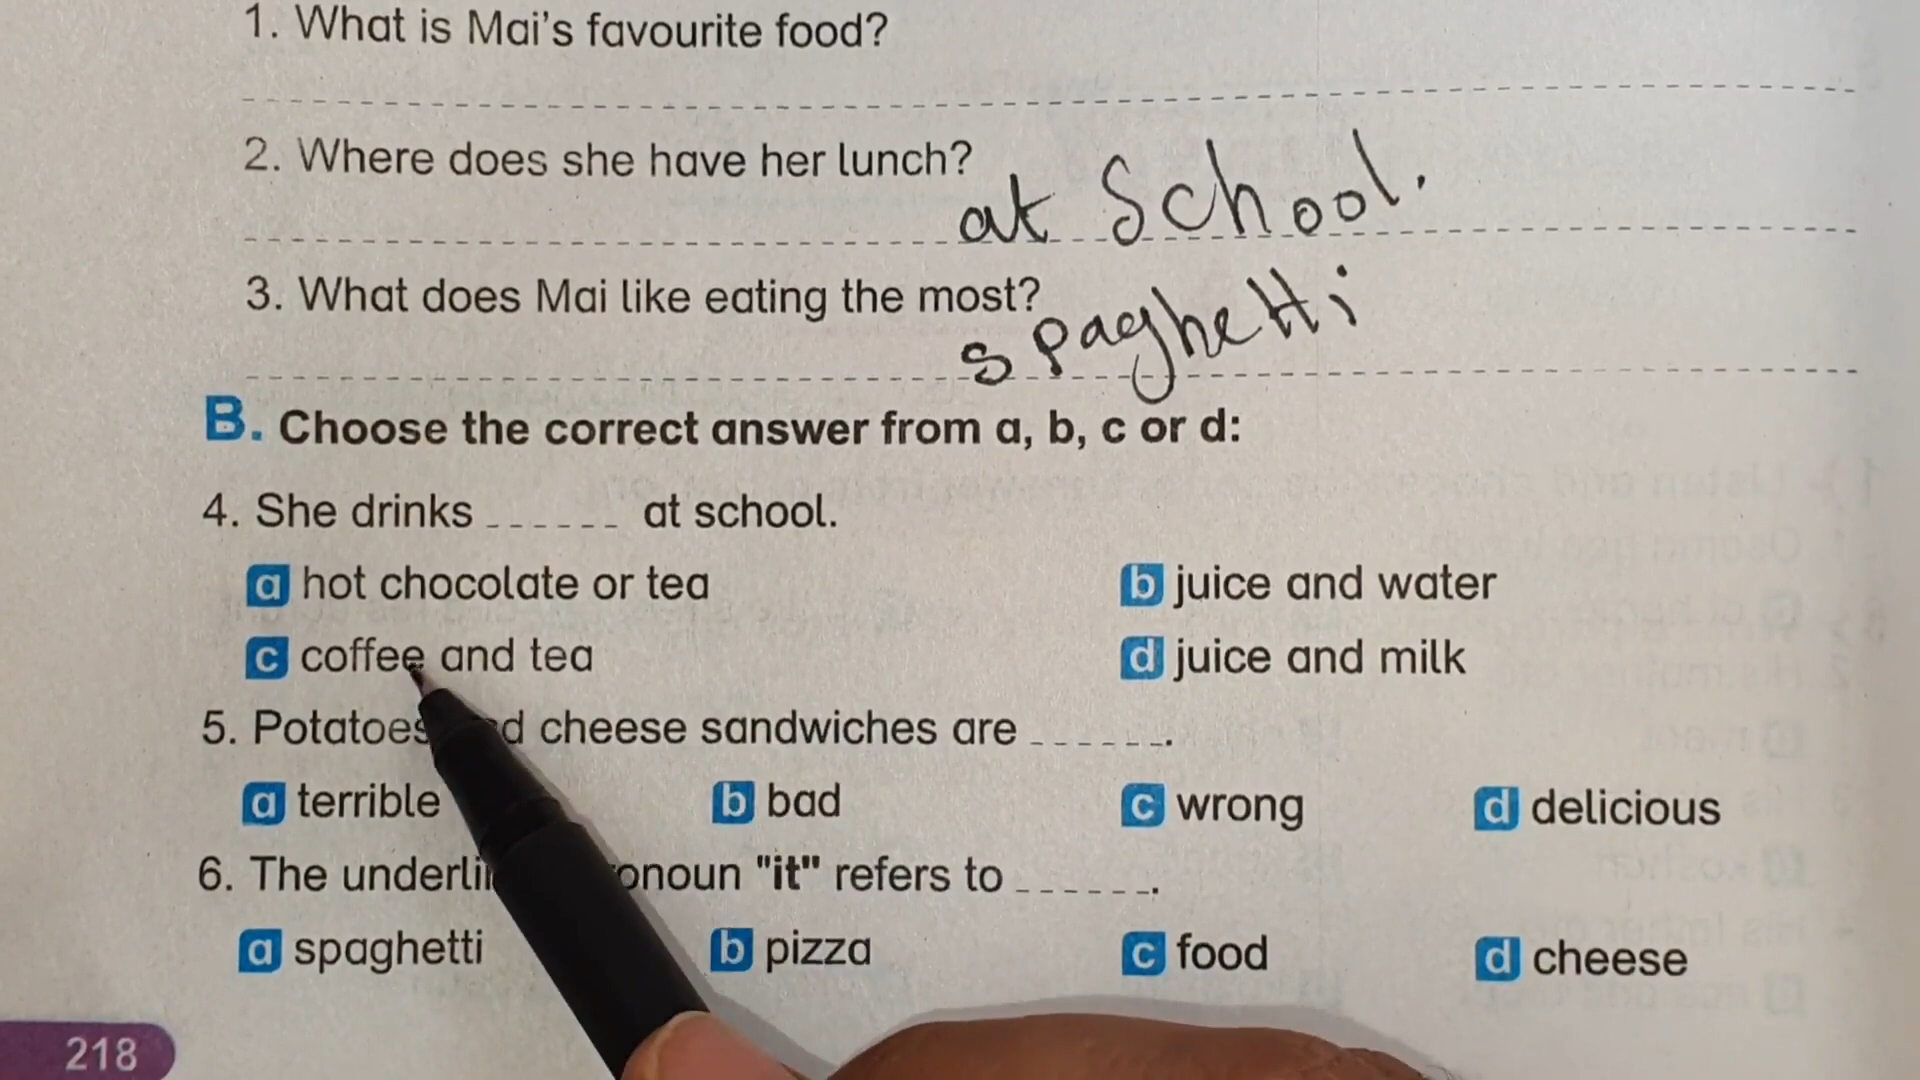 1. What is Mai's favourite food?
2. Where does she have her lunch?
at School.
3. What does Mai like eating the most?
spaghetti
B. Choose the correct answer from a, b, c or d:
4. She drinks ______ at school.
a hot chocolate or tea b juice and water
c coffee and tea d juice and milk
5. Potatoes cheese sandwiches are ______.
a terrible b bad c wrong d delicious
6. The "it" refers to ______.
a spaghetti b pizza c food d cheese
218